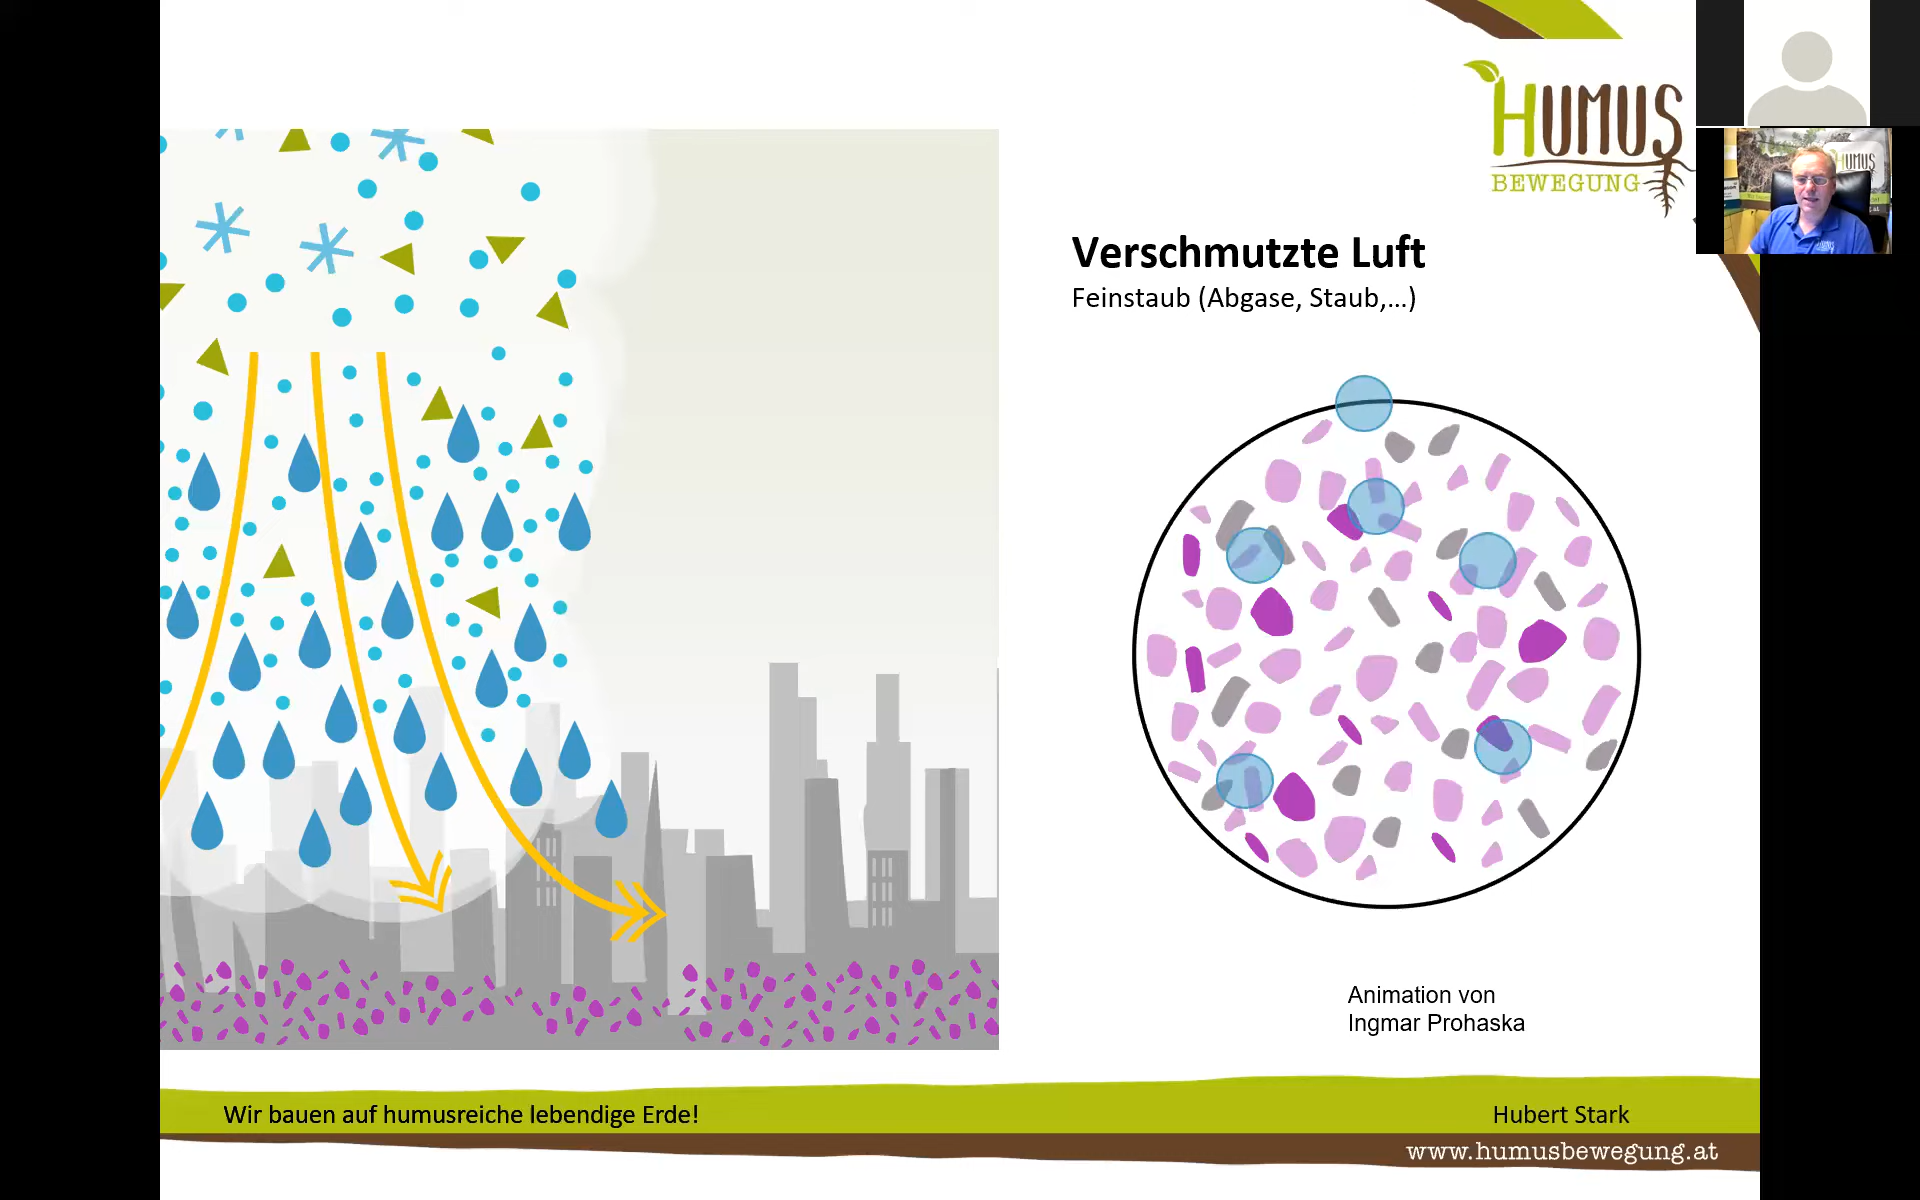 HUMUS
BEWEGUNG
Verschmutzte Luft
Feinstaub (Abgase, Staub,...)
Animation von
Ingmar Prohaska
Wir bauen auf humusreiche lebendige Erde!
Hubert Stark
www.humusbewegung.at